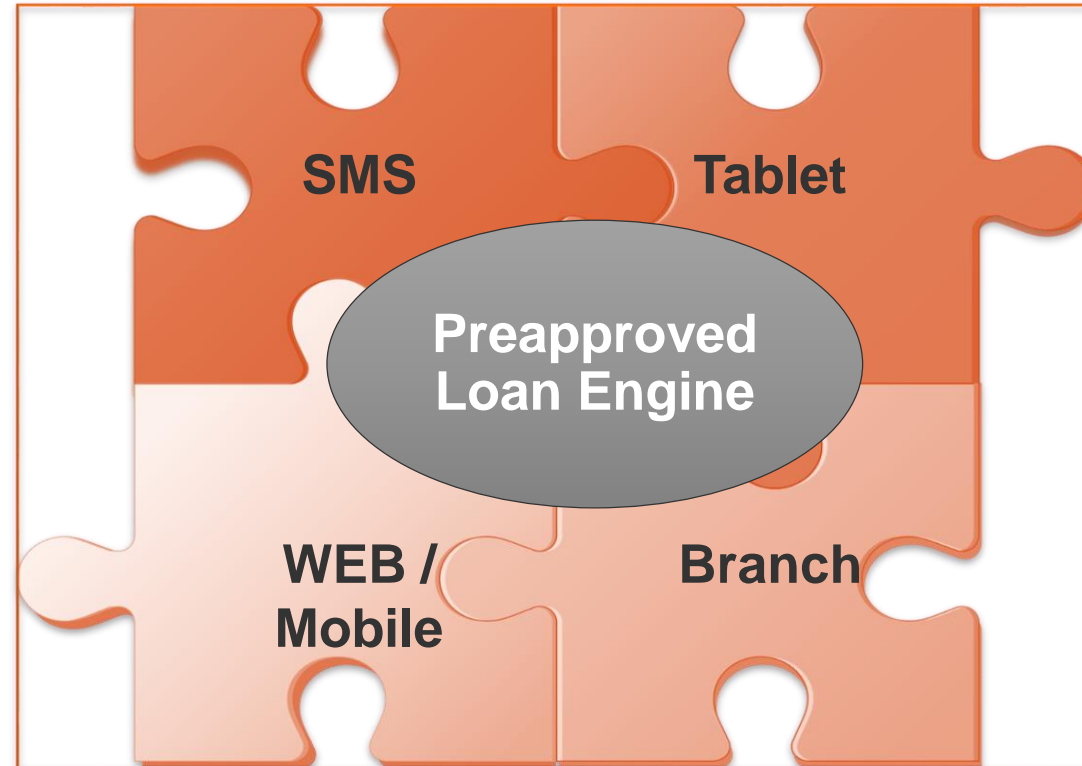 SMS
Tablet
Preapproved
Loan Engine
WEB /
Mobile
Branch